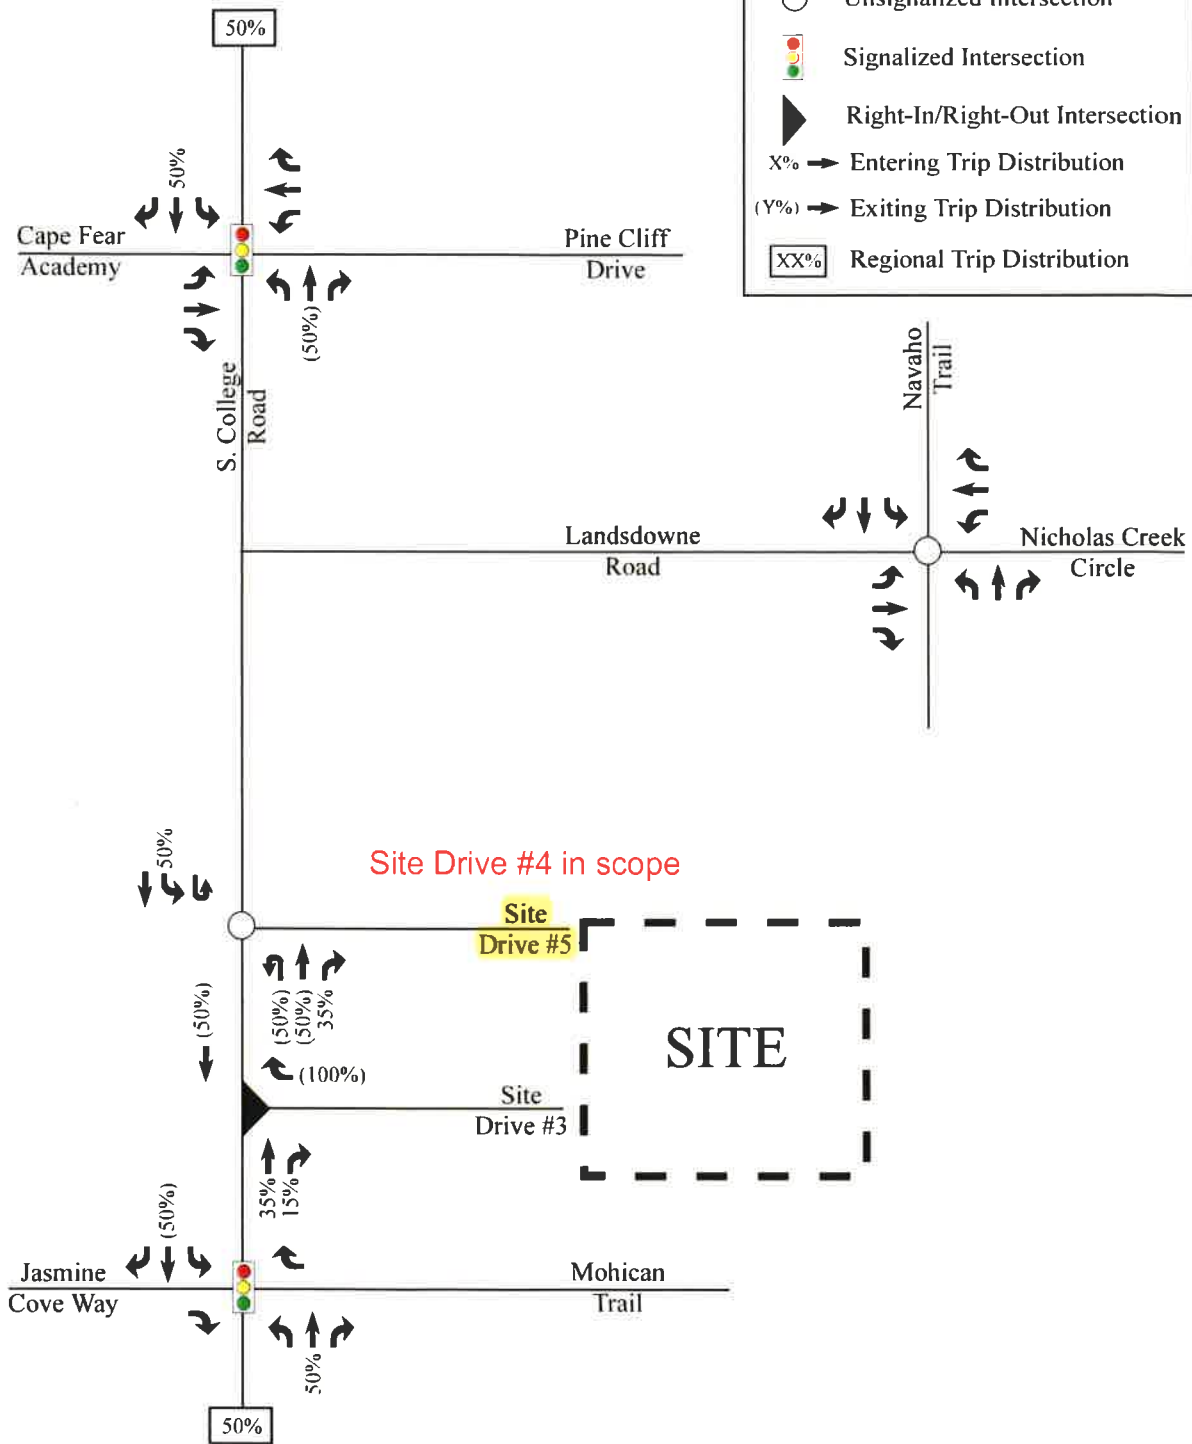 50%
Unsignalized Intersection
Signalized Intersection
Right-In/Right-Out Intersection
X% Entering Trip Distribution
(Y%) Exiting Trip Distribution
XX% Regional Trip Distribution
50%
Cape Fear
Academy
Pine Cliff
Drive
(50%)
S. College
Road
Navaho
Trail
Landsdowne
Road
Nicholas Creek
Circle
50%
Site Drive #4 in scope
Site
Drive #5
(50%)
(50%)
35%
(50%)
SITE
(100%)
Site
Drive #3
35%
15%
(50%)
Jasmine
Cove Way
Mohican
Trail
50%
50%